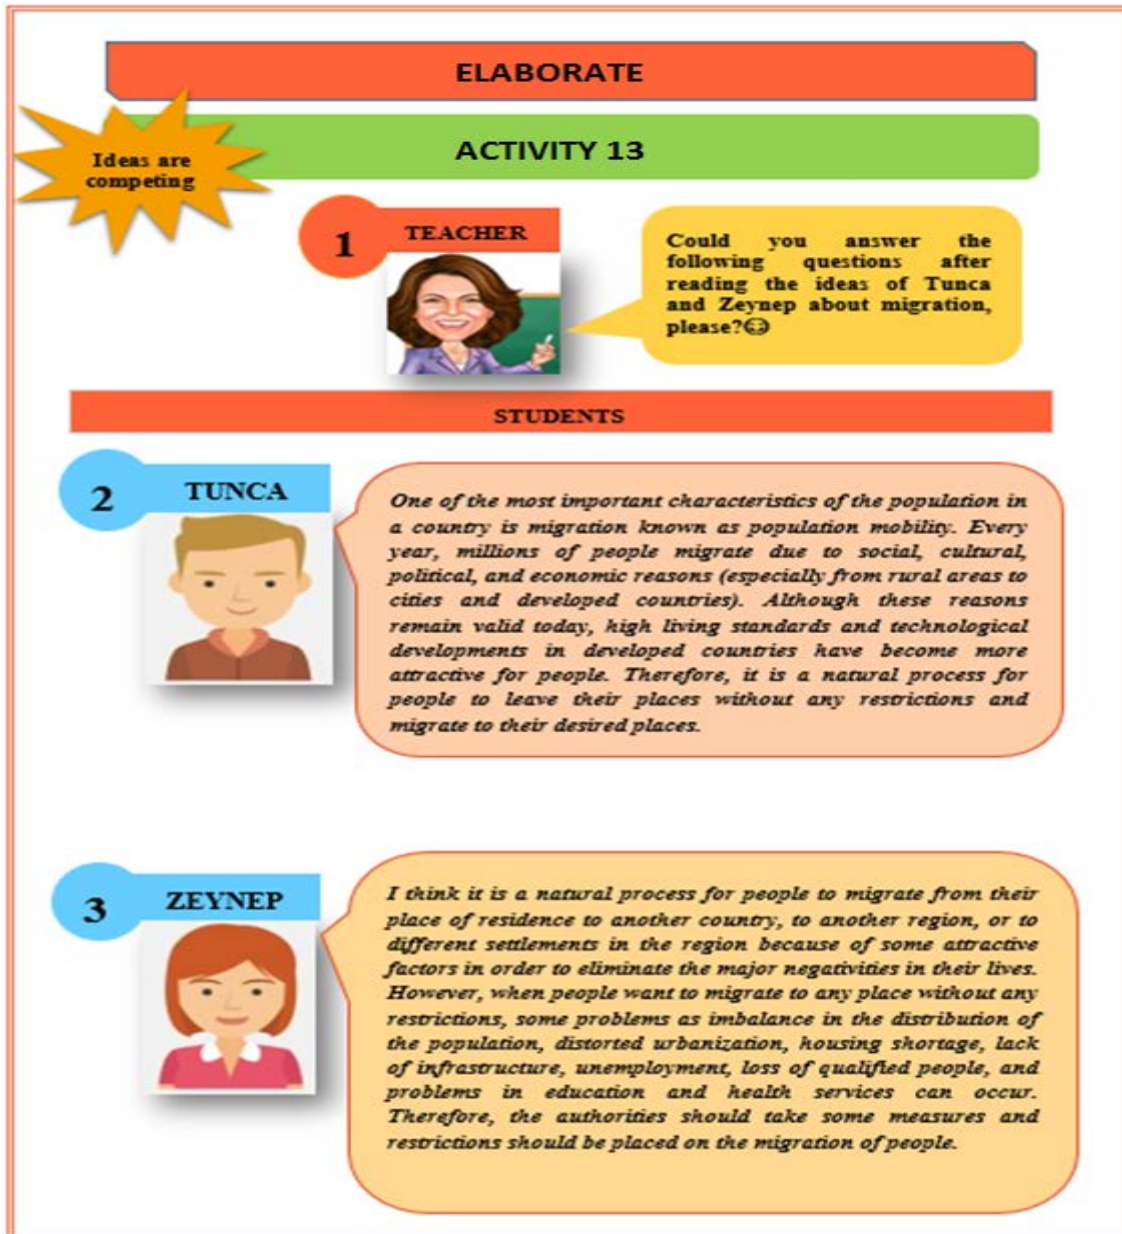 ELABORATE
Ideas are
competing
ACTIVITY 13
1
TEACHER
Could you answer the
following questions after
reading the ideas of Tunca
and Zeynep about migration,
please?😊
STUDENTS
2
TUNCA
One of the most important characteristics of the population in
a country is migration known as population mobility. Every
year, millions of people migrate due to social, cultural,
political, and economic reasons (especially from rural areas to
cities and developed countries). Although these reasons
remain valid today, high living standards and technological
developments in developed countries have become more
attractive for people. Therefore, it is a natural process for
people to leave their places without any restrictions and
migrate to their desired places.
3
ZEYNEP
I think it is a natural process for people to migrate from their
place of residence to another country, to another region, or to
different settlements in the region because of some attractive
factors in order to eliminate the major negativities in their lives.
However, when people want to migrate to any place without any
restrictions, some problems as imbalance in the distribution of
the population, distorted urbanization, housing shortage, lack
of infrastructure, unemployment, loss of qualified people, and
problems in education and health services can occur.
Therefore, the authorities should take some measures and
restrictions should be placed on the migration of people.